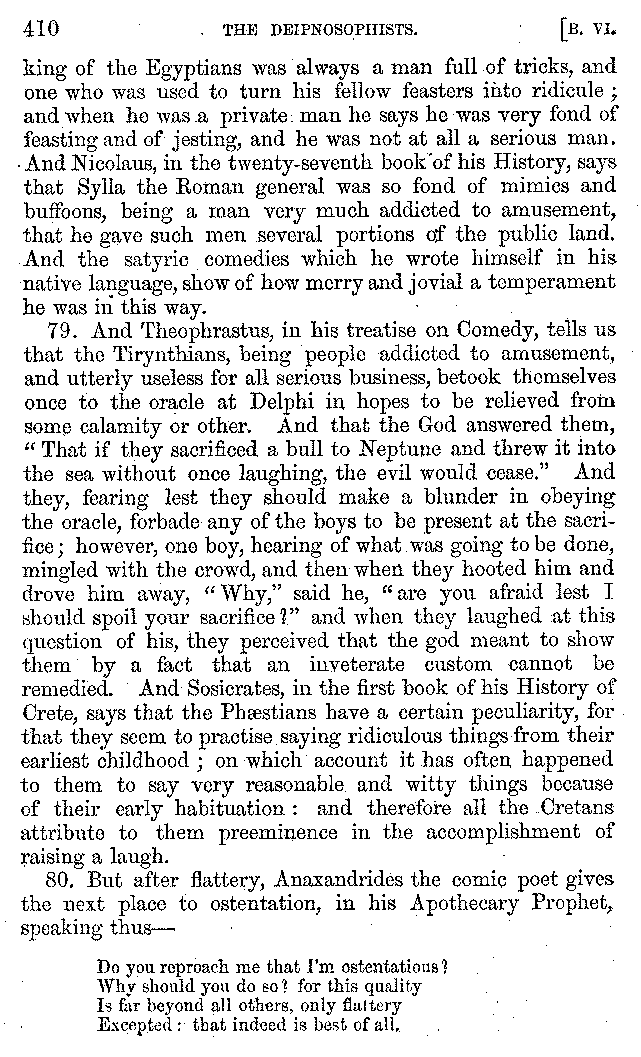 410 THE DEIPNOSOPHISTS. [B. VI.
king of the Egyptians was always a man full of tricks, and
one who was used to turn his fellow feasters into ridicule ;
and when he was a private man he says he was very fond of
feasting and of jesting, and he was not at all a serious man.
And Nicolaus, in the twenty-seventh book of his History, says
that Sylla the Roman general was so fond of mimics and
buffoons, being a man very much addicted to amusement,
that he gave such men several portions of the public land.
And the satyric comedies which he wrote himself in his
native language, show of how merry and jovial a temperament
he was in this way.
79. And Theophrastus, in his treatise on Comedy, tells us
that the Tirynthians, being people addicted to amusement,
and utterly useless for all serious business, betook themselves
once to the oracle at Delphi in hopes to be relieved from
some calamity or other. And that the God answered them,
“ That if they sacrificed a bull to Neptune and threw it into
the sea without once laughing, the evil would cease.” And
they, fearing lest they should make a blunder in obeying
the oracle, forbade any of the boys to be present at the sacri-
fice ; however, one boy, hearing of what was going to be done,
mingled with the crowd, and then when they hooted him and
drove him away, “ Why,” said he, “ are you afraid lest I
should spoil your sacrifice ?” and when they laughed at this
question of his, they perceived that the god meant to show
them by a fact that an inveterate custom cannot be
remedied. And Sosicrates, in the first book of his History of
Crete, says that the Phæstians have a certain peculiarity, for
that they seem to practise saying ridiculous things from their
earliest childhood ; on which account it has often happened
to them to say very reasonable and witty things because
of their early habituation : and therefore all the Cretans
attribute to them preeminence in the accomplishment of
raising a laugh.
80. But after flattery, Anaxandrides the comic poet gives
the next place to ostentation, in his Apothecary Prophet,
speaking thus—
Do you reproach me that I'm ostentatious ?
Why should you do so ? for this quality
Is far beyond all others, only flattery
Excepted : that indeed is best of all.